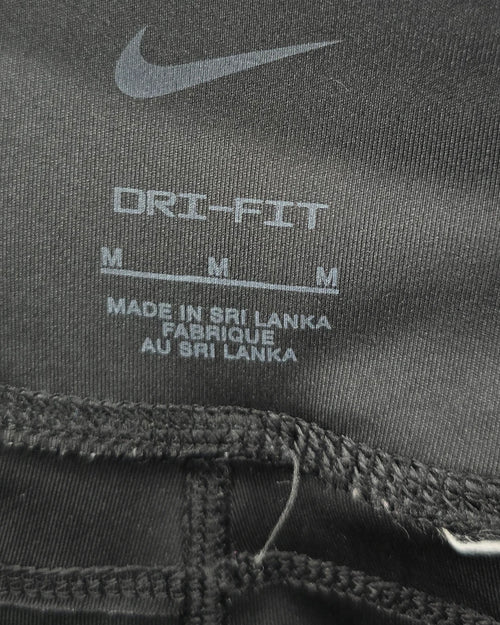 DRI-FIT
M M M
MADE IN SRI LANKA
FABRIQUE
AU SRI LANKA